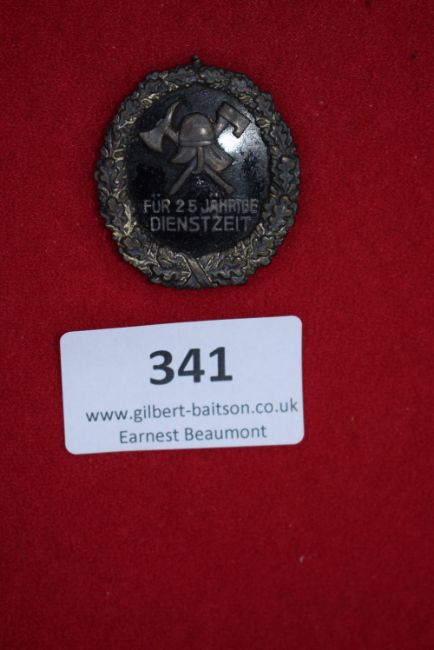 FÜR 25 JÄHRIGE
DIENSTZEIT
341
www.gilbert-baitson.co.uk
Earnest Beaumont